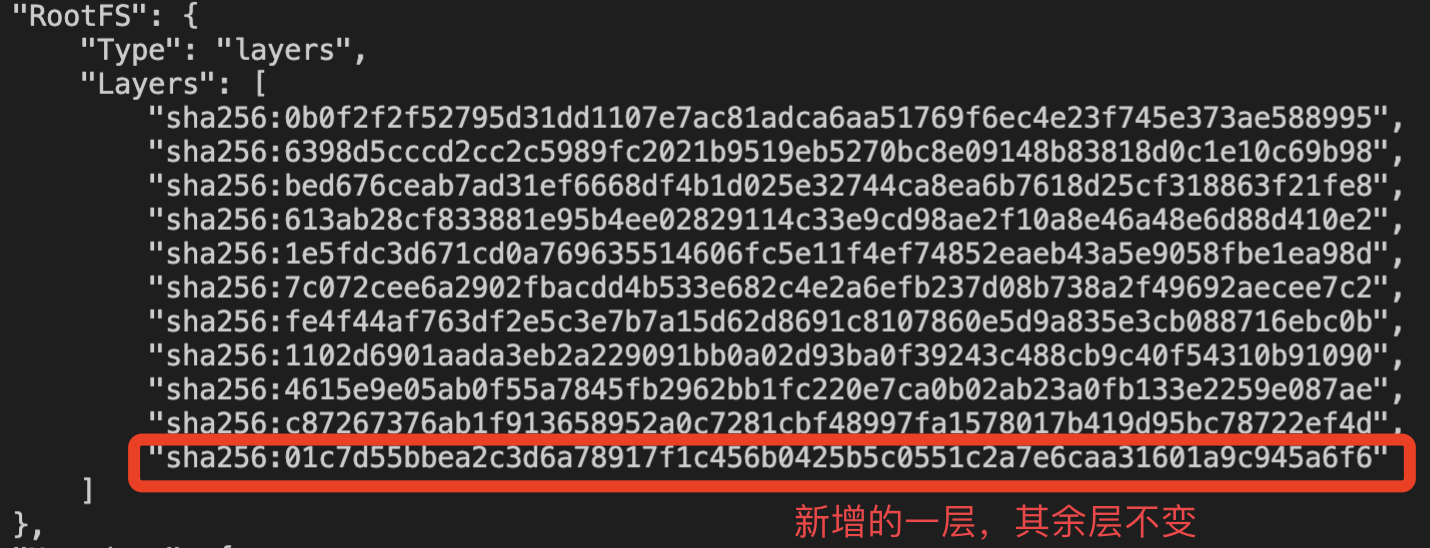 "RootFS": {
"Type": "layers",
"Layers": [
"sha256:0b0f2f2f52795d31dd1107e7ac81adca6aa51769f6ec4e23f745e373ae588995",
"sha256:6398d5cccd2cc2c5989fc2021b9519eb5270bc8e09148b83818d0c1e10c69b98",
"sha256:bed676ceab7ad31ef6668df4b1d025e32744ca8ea6b7618d25cf318863f21fe8",
"sha256:613ab28cf833881e95b4ee02829114c33e9cd98ae2f10a8e46a48e6d88d410e2",
"sha256:1e5fdc3d671cd0a769635514606fc5e11f4ef74852eaeb43a5e9058fbe1ea98d",
"sha256:7c072cee6a2902fbacdd4b533e682c4e2a6efb237d08b738a2f49692aecee7c2",
"sha256:fe4f44af763df2e5c3e7b7a15d62d8691c8107860e5d9a835e3cb088716ebc0b",
"sha256:1102d6901aada3eb2a229091bb0a02d93ba0f39243c488cb9c40f54310b91090",
"sha256:4615e9e05ab0f55a7845fb2962bb1fc220e7ca0b02ab23a0fb133e2259e087ae",
"sha256:c87267376ab1f913658952a0c7281cbf48997fa1578017b419d95bc78722ef4d",
"sha256:01c7d55bbea2c3d6a78917f1c456b0425b5c0551c2a7e6caa31601a9c945a6f6"
]
新增的一层，其余层不变
},